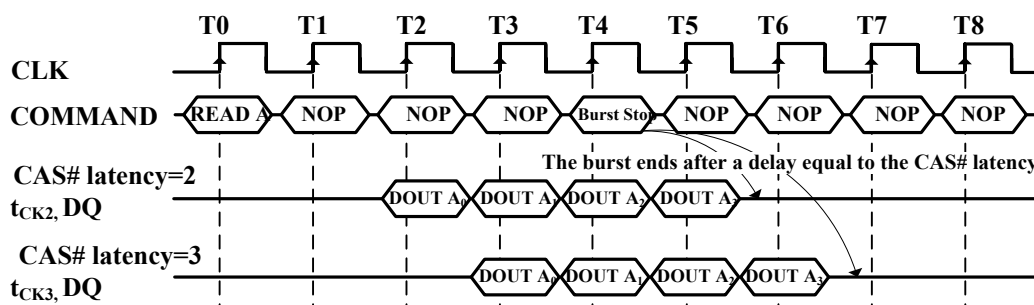 T0 T1 T2 T3 T4 T5 T6 T7 T8
CLK
COMMAND READ A NOP NOP NOP Burst Stop NOP NOP NOP NOP
The burst ends after a delay equal to the CAS# latency
CAS# latency=2
tCK2, DQ DOUT A0 DOUT A1 DOUT A2 DOUT A3
CAS# latency=3
tCK3, DQ DOUT A0 DOUT A1 DOUT A2 DOUT A3